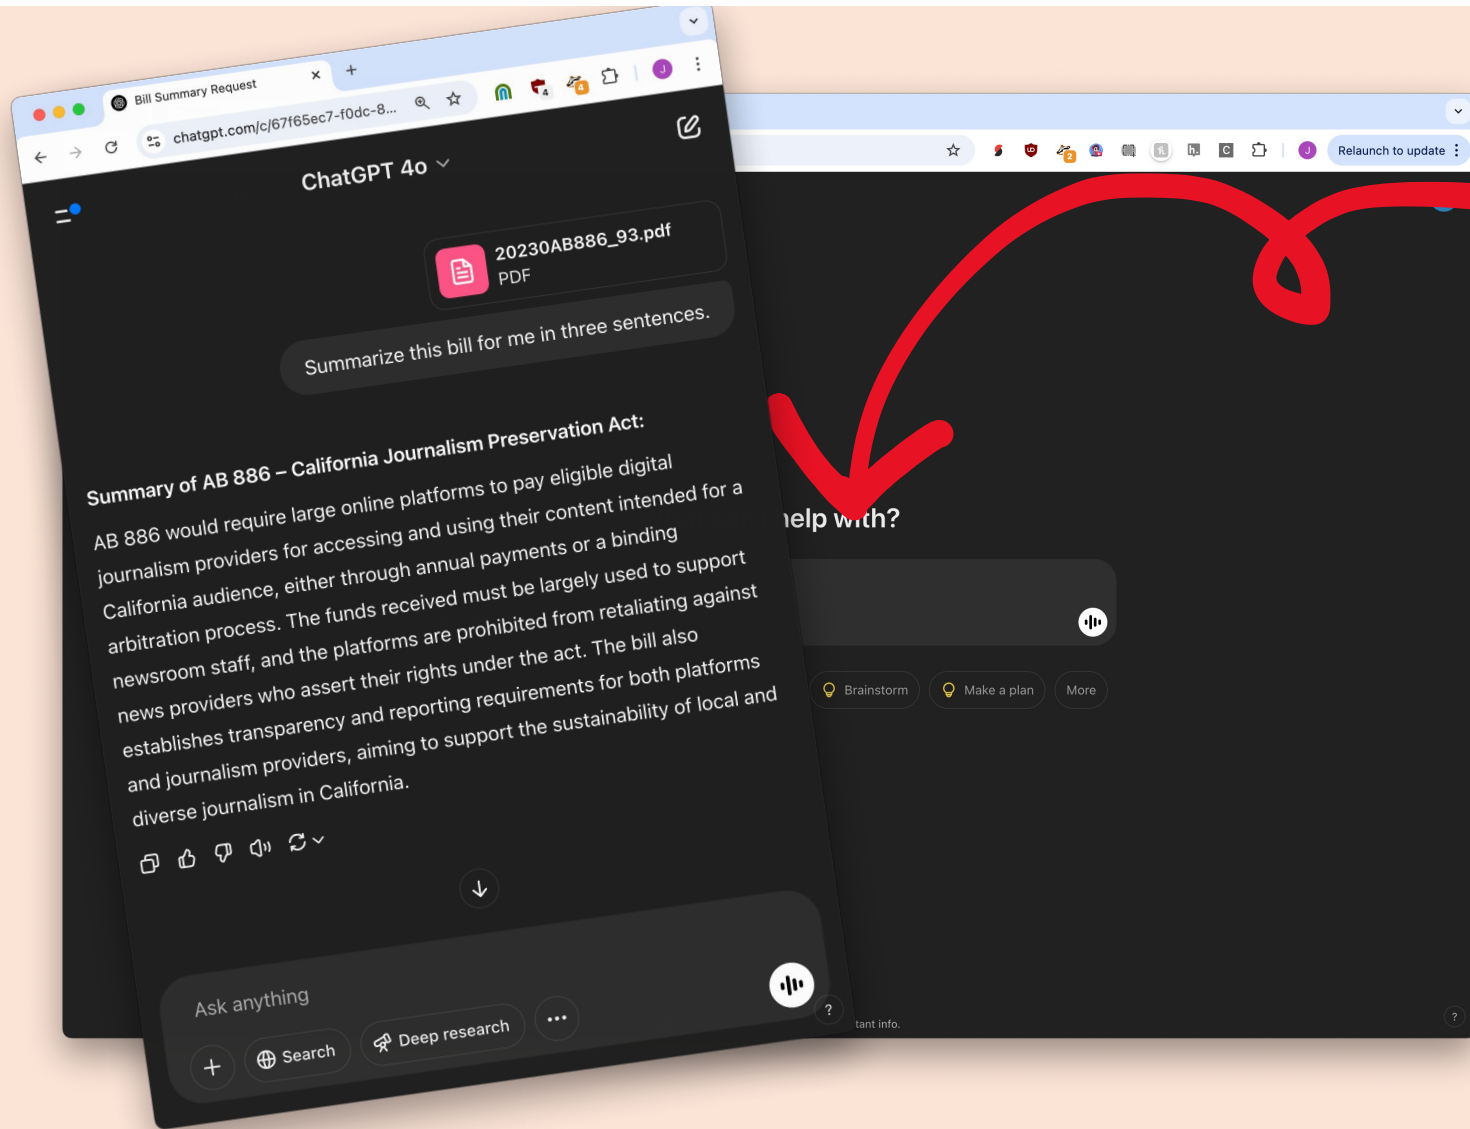 Bill Summary Request
chatgpt.com/c/67f65ec7-f0dc-8...
4
4
J
ChatGPT 4o
20230AB886_93.pdf
PDF
Summarize this bill for me in three sentences.
Summary of AB 886 – California Journalism Preservation Act:
AB 886 would require large online platforms to pay eligible digital
journalism providers for accessing and using their content intended for a
California audience, either through annual payments or a binding
arbitration process. The funds received must be largely used to support
newsroom staff, and the platforms are prohibited from retaliating against
news providers who assert their rights under the act. The bill also
establishes transparency and reporting requirements for both platforms
and journalism providers, aiming to support the sustainability of local and
diverse journalism in California.
Ask anything
Search
Deep research
?
2
h.
C
J
Relaunch to update
help with?
Brainstorm
Make a plan
More
tant info.
?